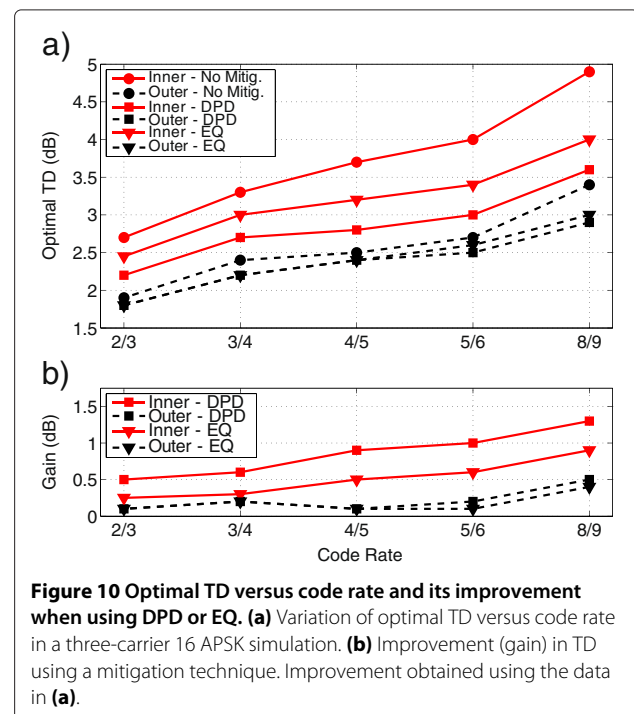 a)
5
4.5
4
3.5
3
2.5
2
1.5
Optimal TD (dB)
Inner - No Mitig.
Outer - No Mitig.
Inner - DPD
Outer - DPD
Inner - EQ
Outer - EQ
2/3 3/4 4/5 5/6 8/9
b)
1.5
1
0.5
0
Gain (dB)
Inner - DPD
Outer - DPD
Inner - EQ
Outer - EQ
2/3 3/4 4/5 5/6 8/9
Code Rate
Figure 10 Optimal TD versus code rate and its improvement
when using DPD or EQ. (a) Variation of optimal TD versus code rate
in a three-carrier 16 APSK simulation. (b) Improvement (gain) in TD
using a mitigation technique. Improvement obtained using the data
in (a).